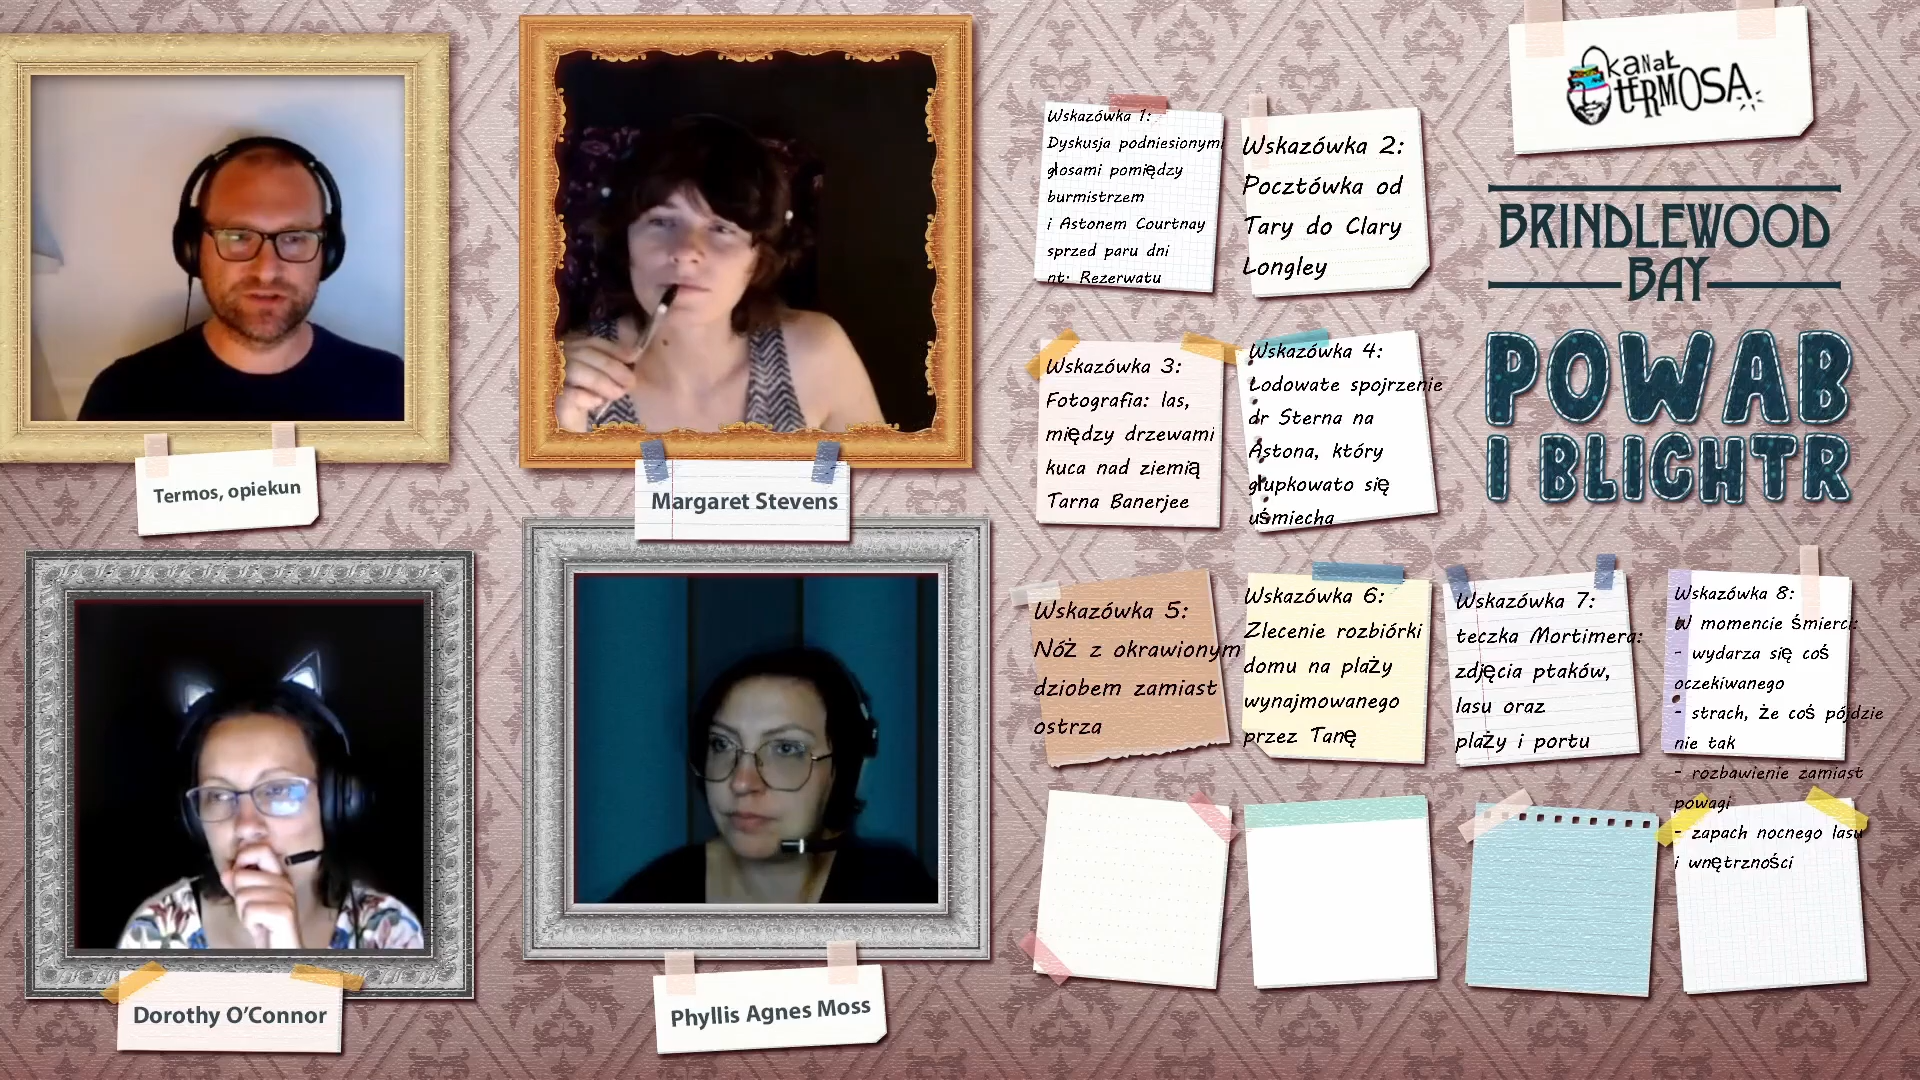 Kanał
Termosa
BRINDLEWOOD
BAY
POWAB
I BLICHTR
Termos, opiekun
Margaret Stevens
Dorothy O'Connor
Phyllis Agnes Moss
Wskazówka 1:
Dyskusja podniesionymi
głosami pomiędzy
burmistrzem
i Astonem Courtnay
sprzed paru dni
nt. Rezerwatu
Wskazówka 2:
Pocztówka od
Tary do Clary
Longley
Wskazówka 3:
Fotografia: las,
między drzewami
kuca nad ziemią
Tarna Banerjee
Wskazówka 4:
Lodowate spojrzenie
dr Sterna na
Astona, który
głupkowato się
uśmiecha
Wskazówka 5:
Nóż z okrawionym
dziobem zamiast
ostrza
Wskazówka 6:
Zlecenie rozbiórki
domu na plaży
wynajmowanego
przez Tanę
Wskazówka 7:
teczka Mortimera:
zdjęcia ptaków,
lasu oraz
plaży i portu
Wskazówka 8:
W momencie śmierci:
- wydarza się coś
oczekiwanego
- strach, że coś pójdzie
nie tak
- rozbawienie zamiast
powagi
- zapach nocnego lasu
i wnętrzności